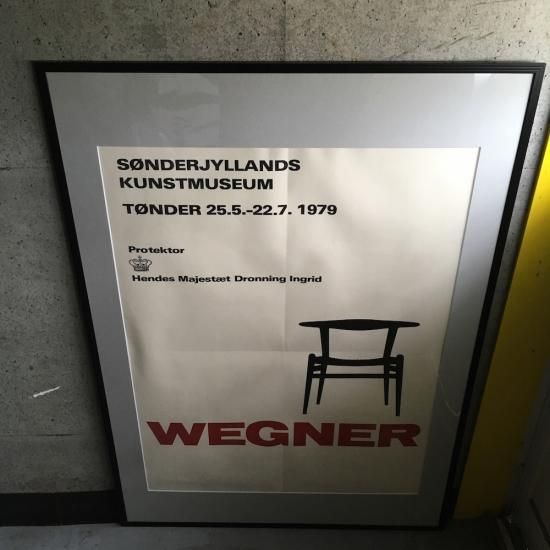 SØNDERJYLLANDS
KUNSTMUSEUM
TØNDER 25.5.-22.7. 1979
Protektor
Hendes Majestæt Dronning Ingrid
WEGNER